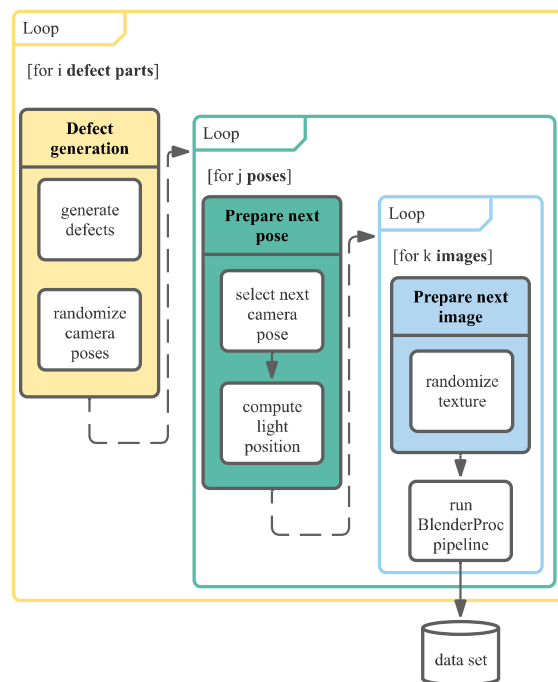 Loop
[for i defect parts]
Defect
generation
generate
defects
randomize
camera
poses
Loop
[for j poses]
Prepare next
pose
select next
camera
pose
compute
light
position
Loop
[for k images]
Prepare next
image
randomize
texture
run
BlenderProc
pipeline
data set